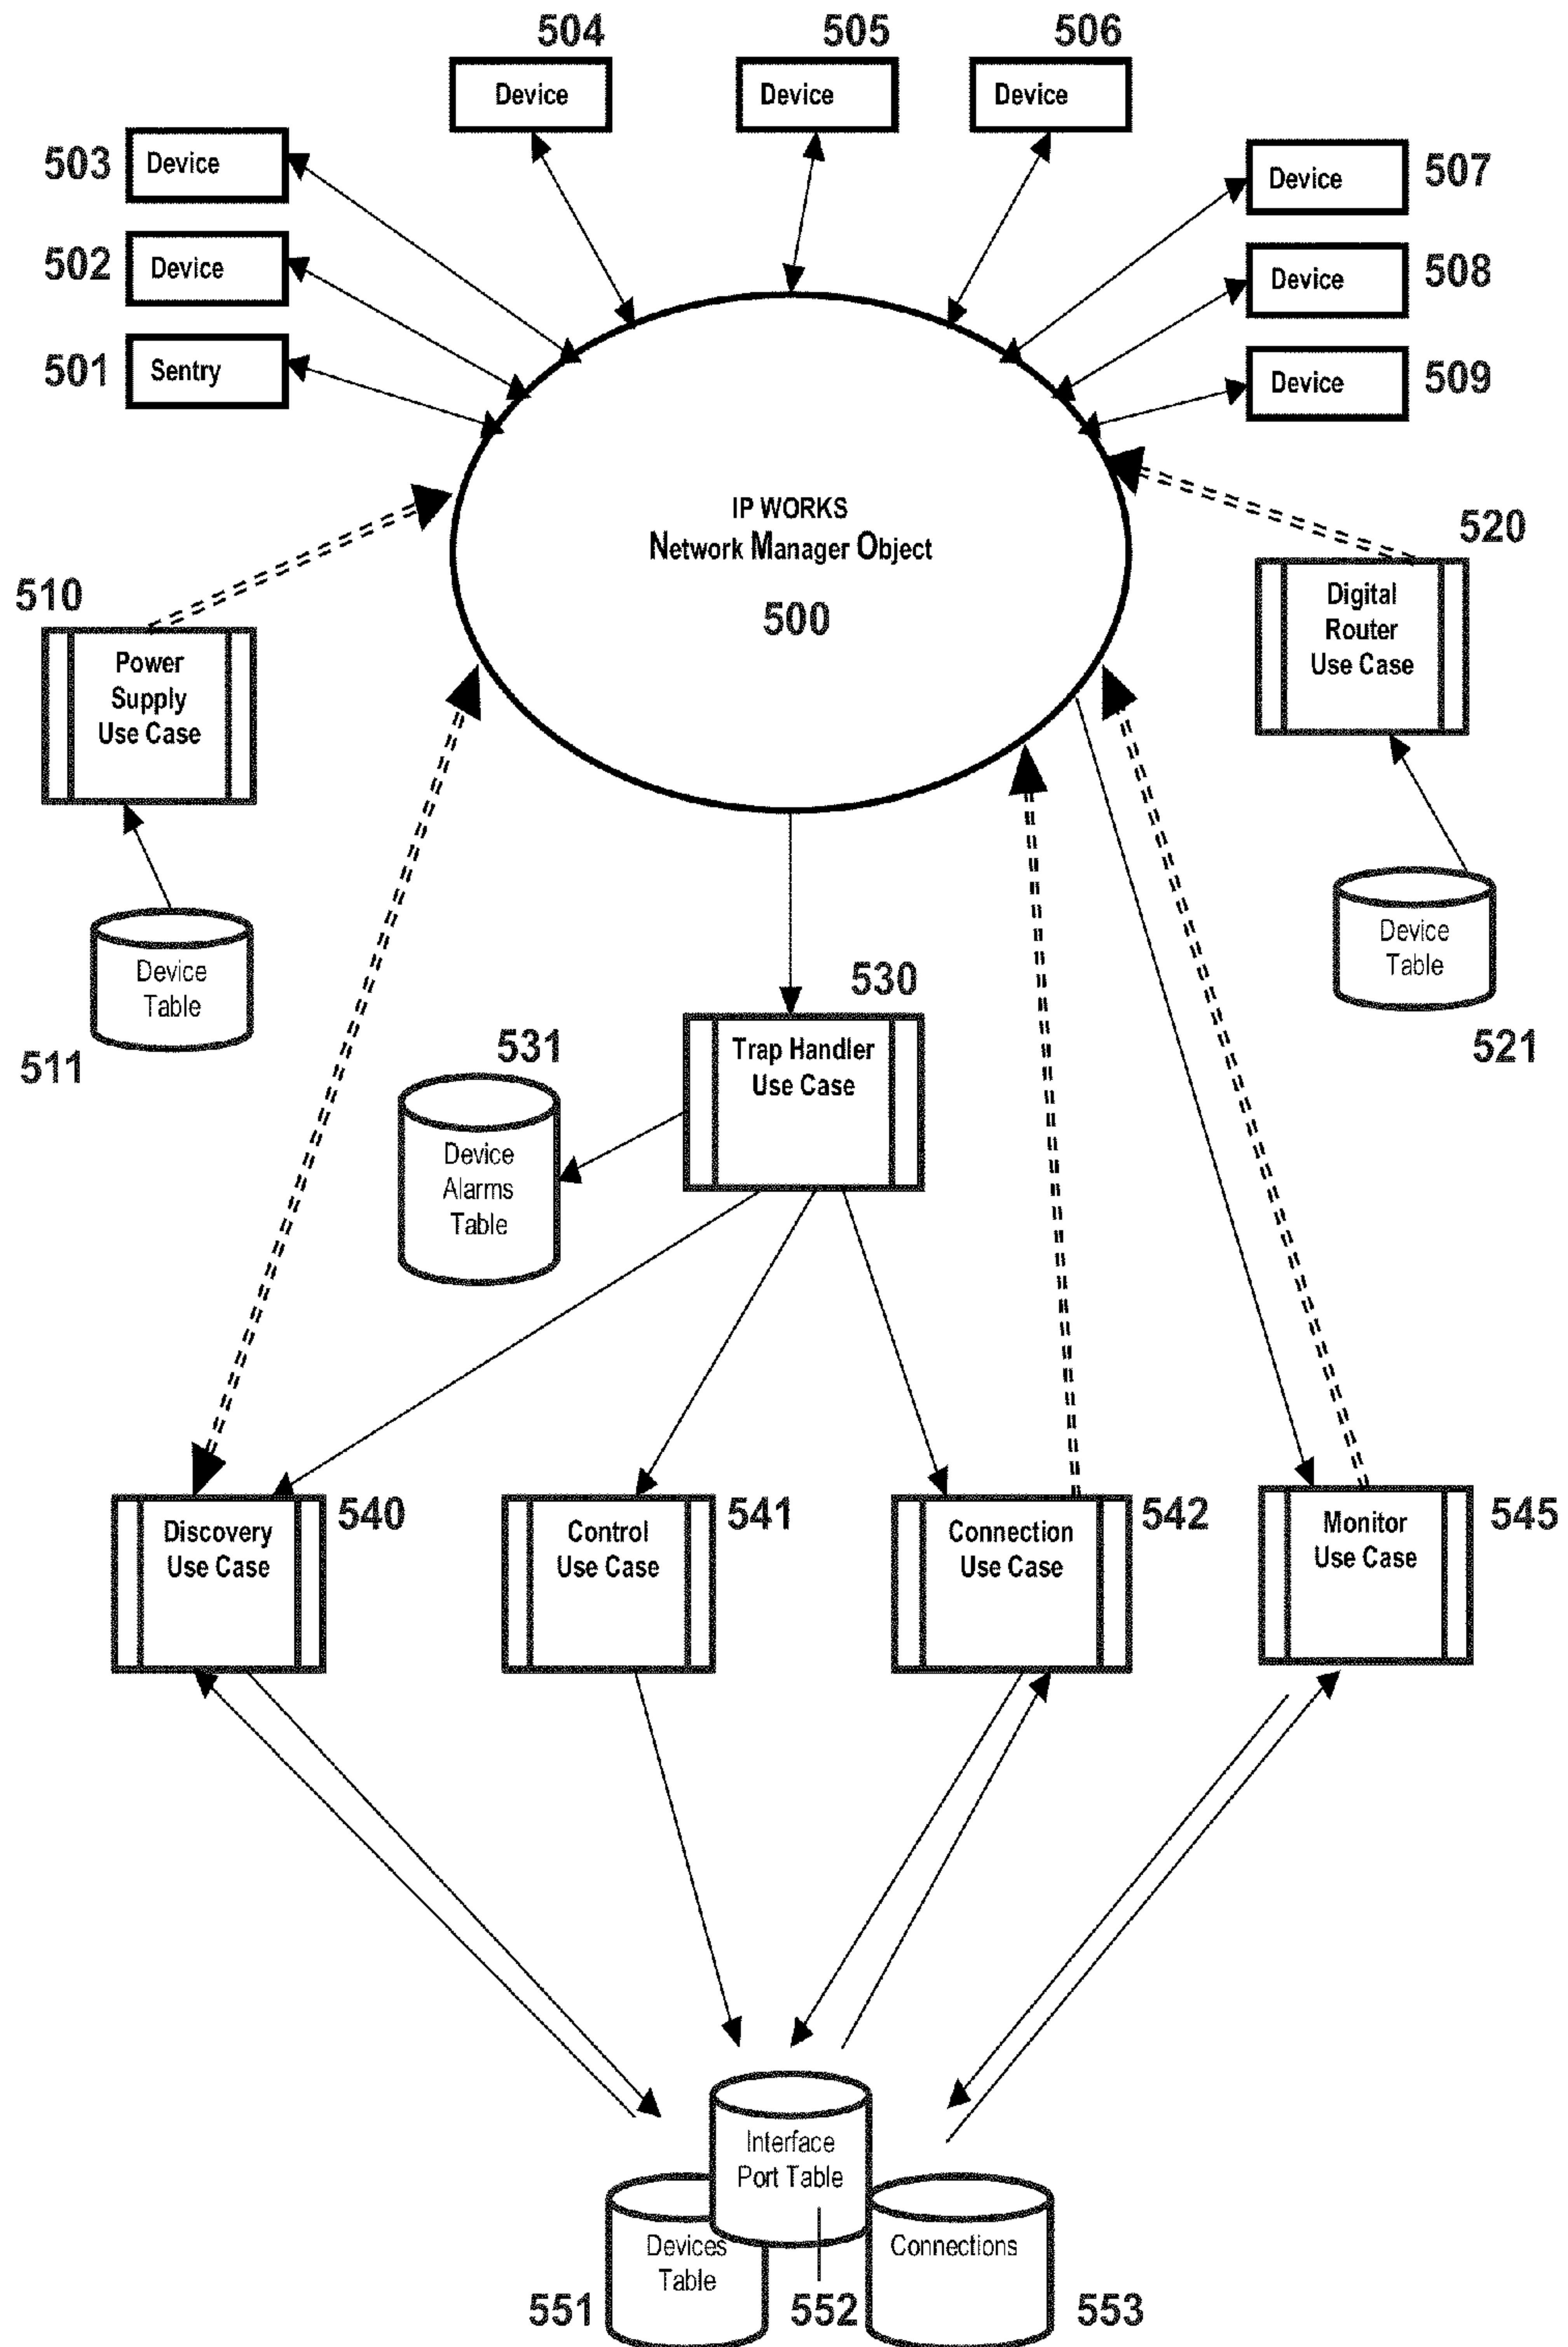 504
505
506
Device
Device
Device
503
Device
Device
507
502
Device
Device
508
501
Sentry
Device
509
IP WORKS
Network Manager Object
500
510
Power
Supply
Use Case
520
Digital
Router
Use Case
Device
Table
511
Device
Table
521
530
Trap Handler
Use Case
531
Device
Alarms
Table
Discovery
Use Case
540
Control
Use Case
541
Connection
Use Case
542
Monitor
Use Case
545
Interface
Port Table
Devices
Table
Connections
551
552
553